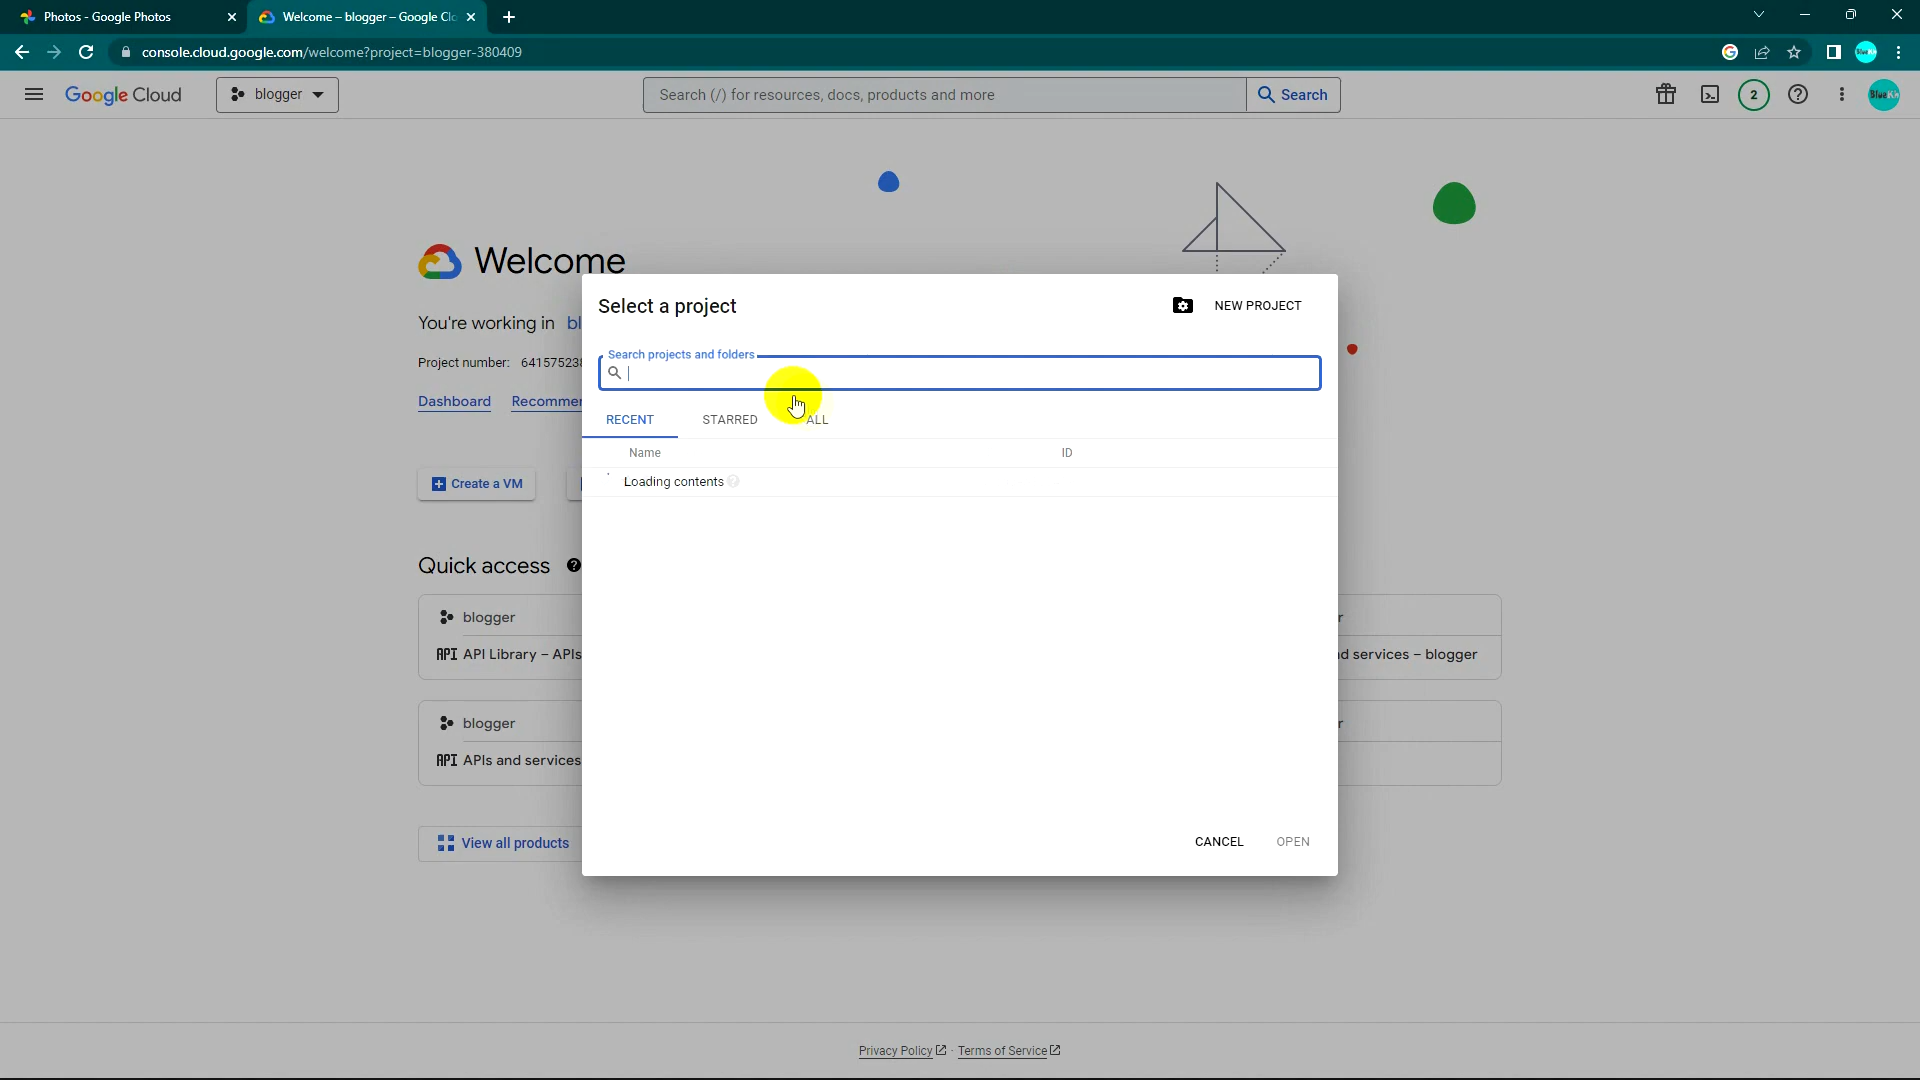 Photos - Google Photos
Welcome – blogger – Google Clo
console.cloud.google.com/welcome?project=blogger-380409
Google Cloud
blogger
Search (/) for resources, docs, products and more
Search
2
Welcome
Select a project
NEW PROJECT
You're working in bl
Search projects and folders
Project number: 64157523
Dashboard
Recommen
RECENT
STARRED
ALL
Name
ID
Loading contents
Create a VM
Quick access
blogger
r
API API Library – APIs
nd services – blogger
blogger
r
API APIs and services
View all products
CANCEL
OPEN
Privacy Policy
·
Terms of Service